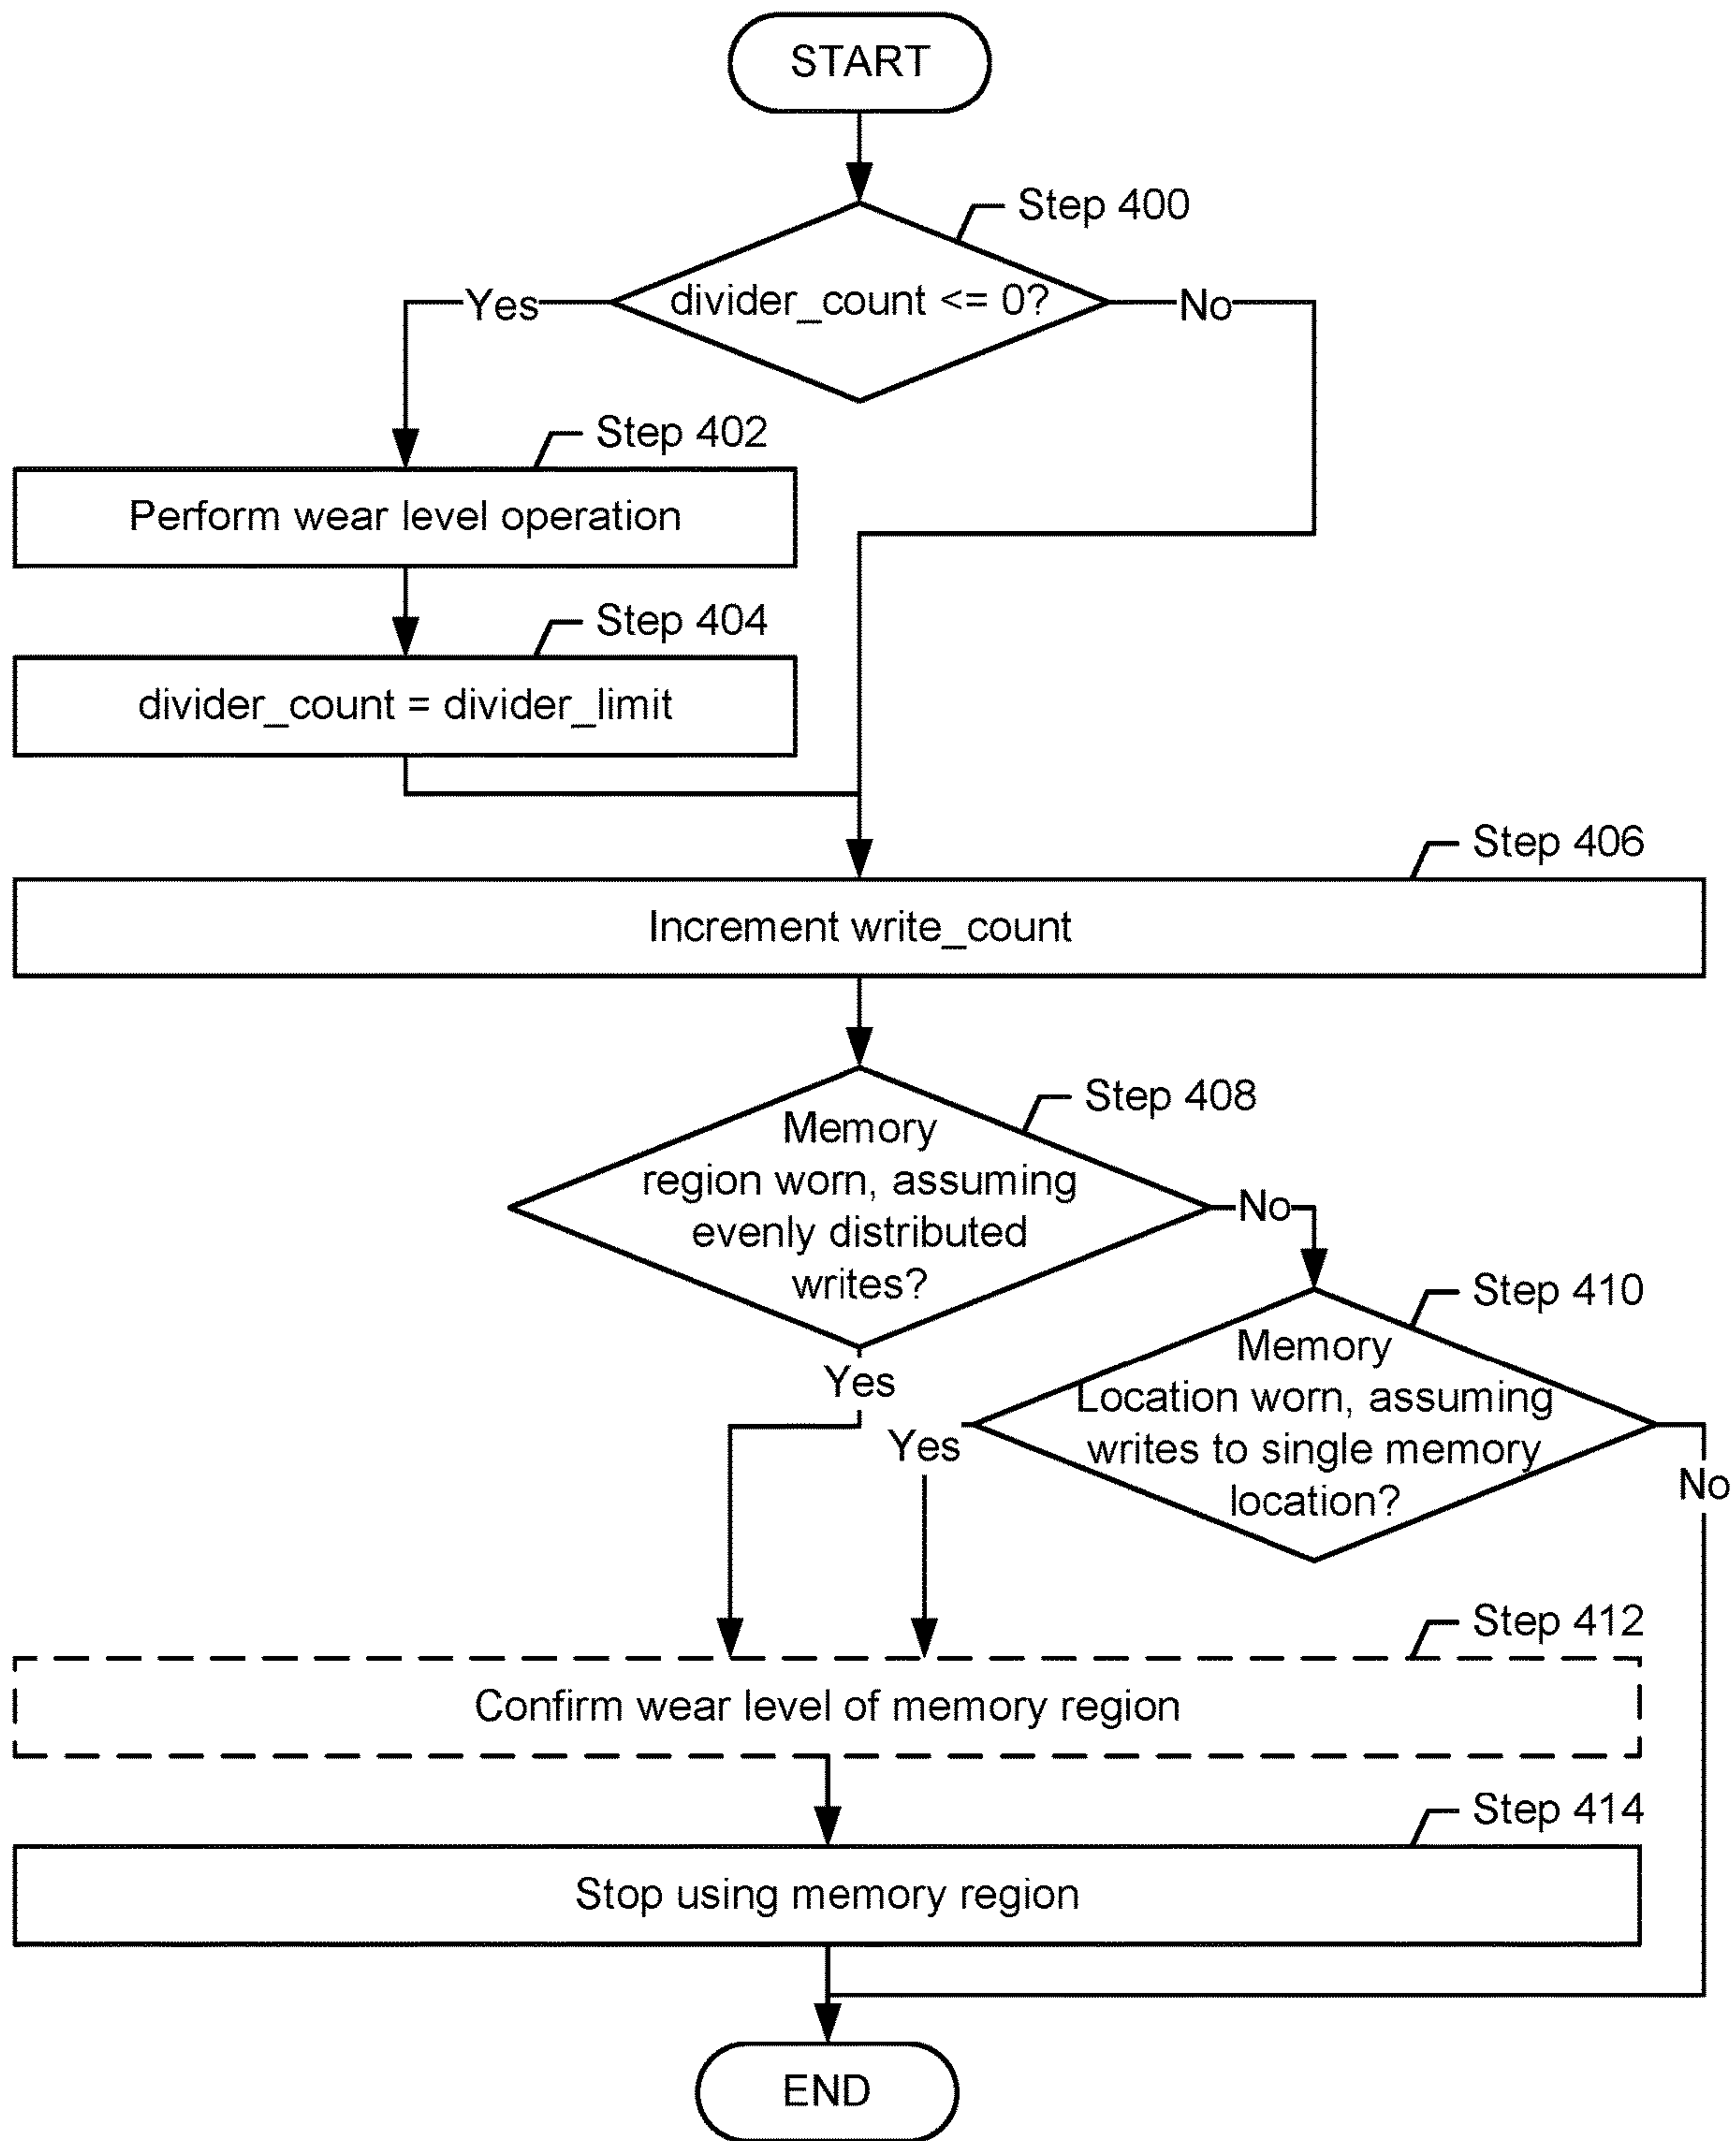 START
Step 400
divider_count <= 0?
Yes
No
Step 402
Perform wear level operation
Step 404
divider_count = divider_limit
Step 406
Increment write_count
Step 408
Memory
region worn, assuming
evenly distributed
writes?
No
Yes
Step 410
Memory
Location worn, assuming
writes to single memory
location?
Yes
No
Step 412
Confirm wear level of memory region
Step 414
Stop using memory region
END